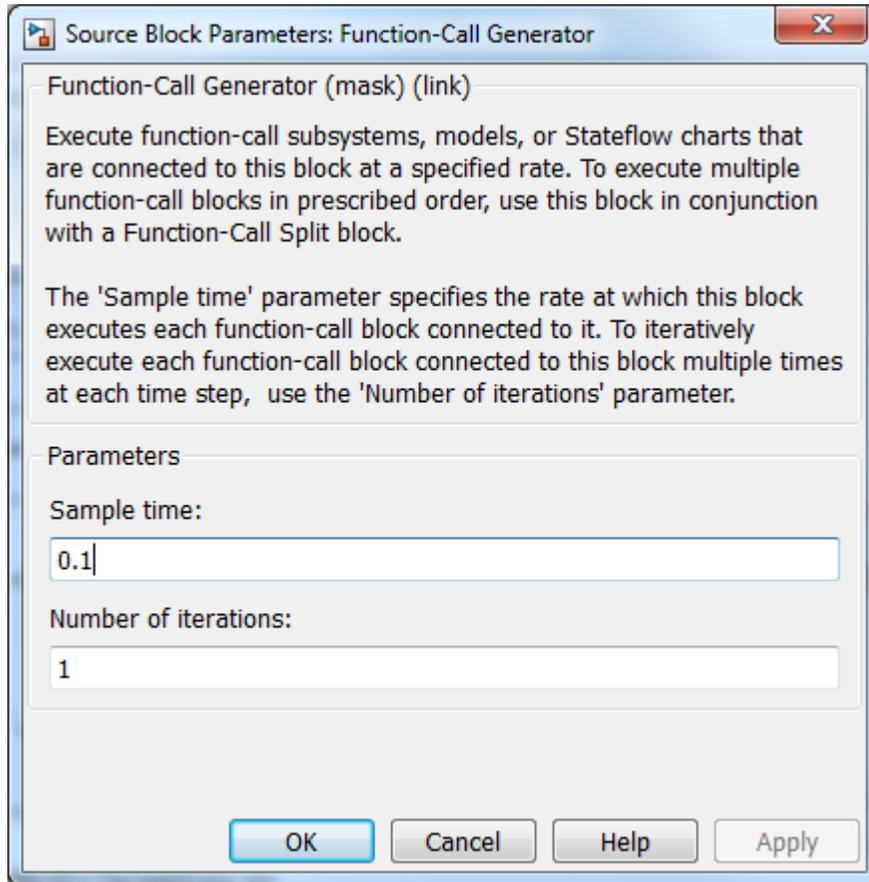 Source Block Parameters: Function-Call Generator
Function-Call Generator (mask) (link)
Execute function-call subsystems, models, or Stateflow charts that
are connected to this block at a specified rate. To execute multiple
function-call blocks in prescribed order, use this block in conjunction
with a Function-Call Split block.
The 'Sample time' parameter specifies the rate at which this block
executes each function-call block connected to it. To iteratively
execute each function-call block connected to this block multiple times
at each time step,  use the 'Number of iterations' parameter.
Parameters
Sample time:
0.1
Number of iterations:
1
OK Cancel Help Apply